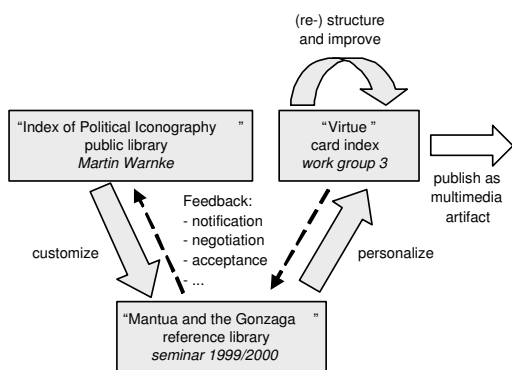 (re-) structure
and improve
“Index of Political Iconography ”
public library
Martin Warnke
“Virtue”
card index
work group 3
publish as
multimedia
artifact
Feedback:
- notification
- negotiation
- acceptance
- ...
customize
personalize
“Mantua and the Gonzaga ”
reference library
seminar 1999/2000